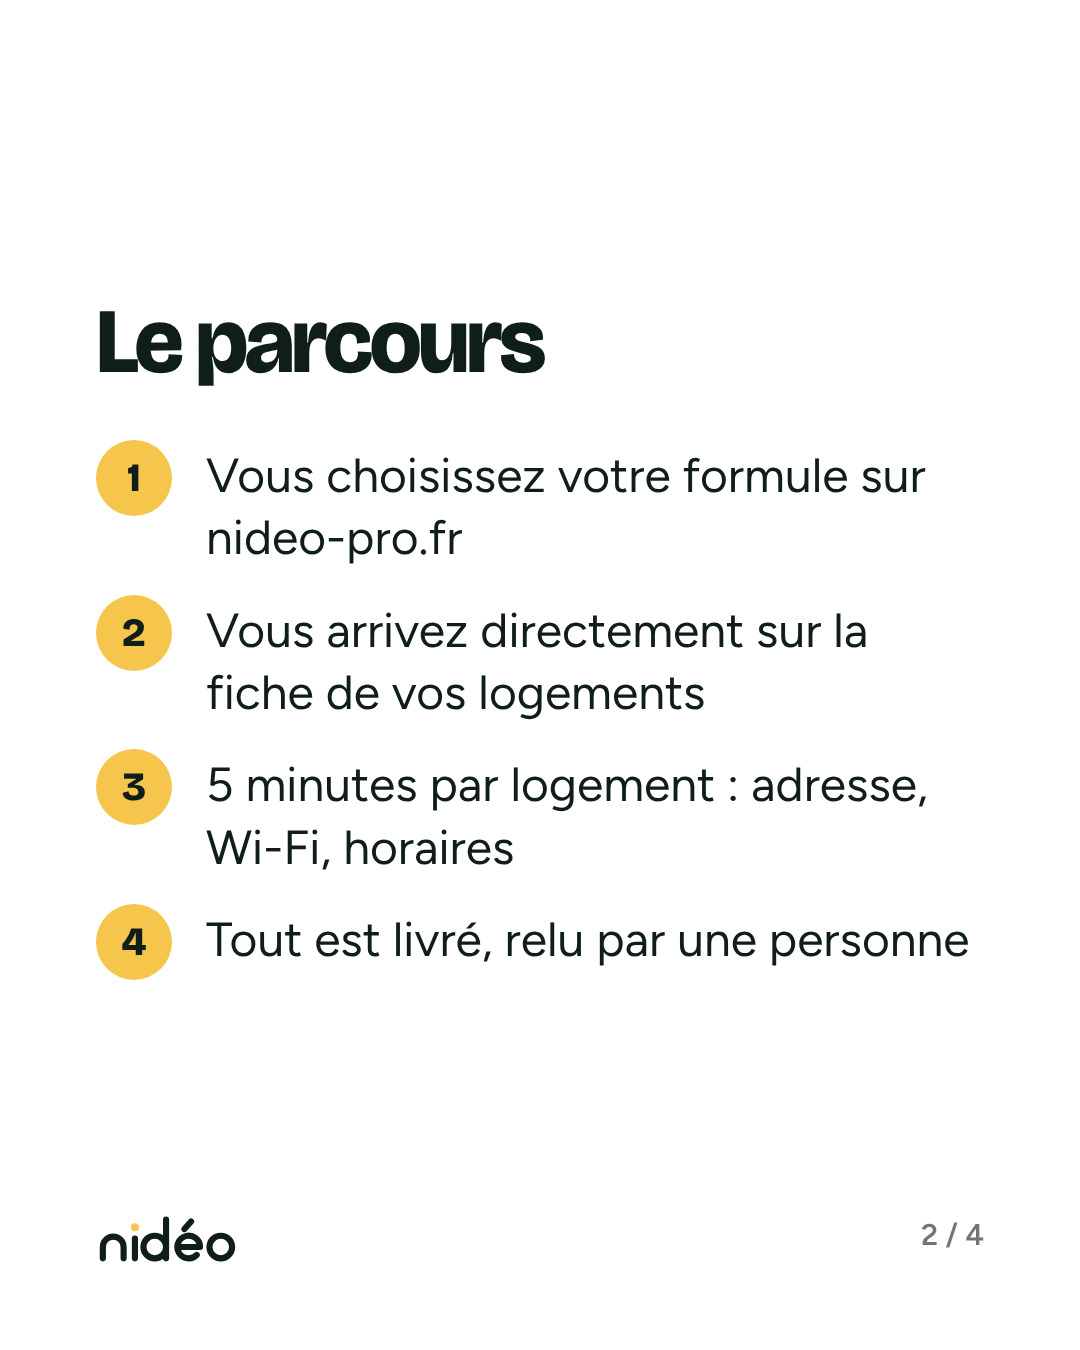 Le parcours
1 Vous choisissez votre formule sur
nideo-pro.fr
2 Vous arrivez directement sur la
fiche de vos logements
3 5 minutes par logement : adresse,
Wi-Fi, horaires
4 Tout est livré, relu par une personne
nidéo
2 / 4